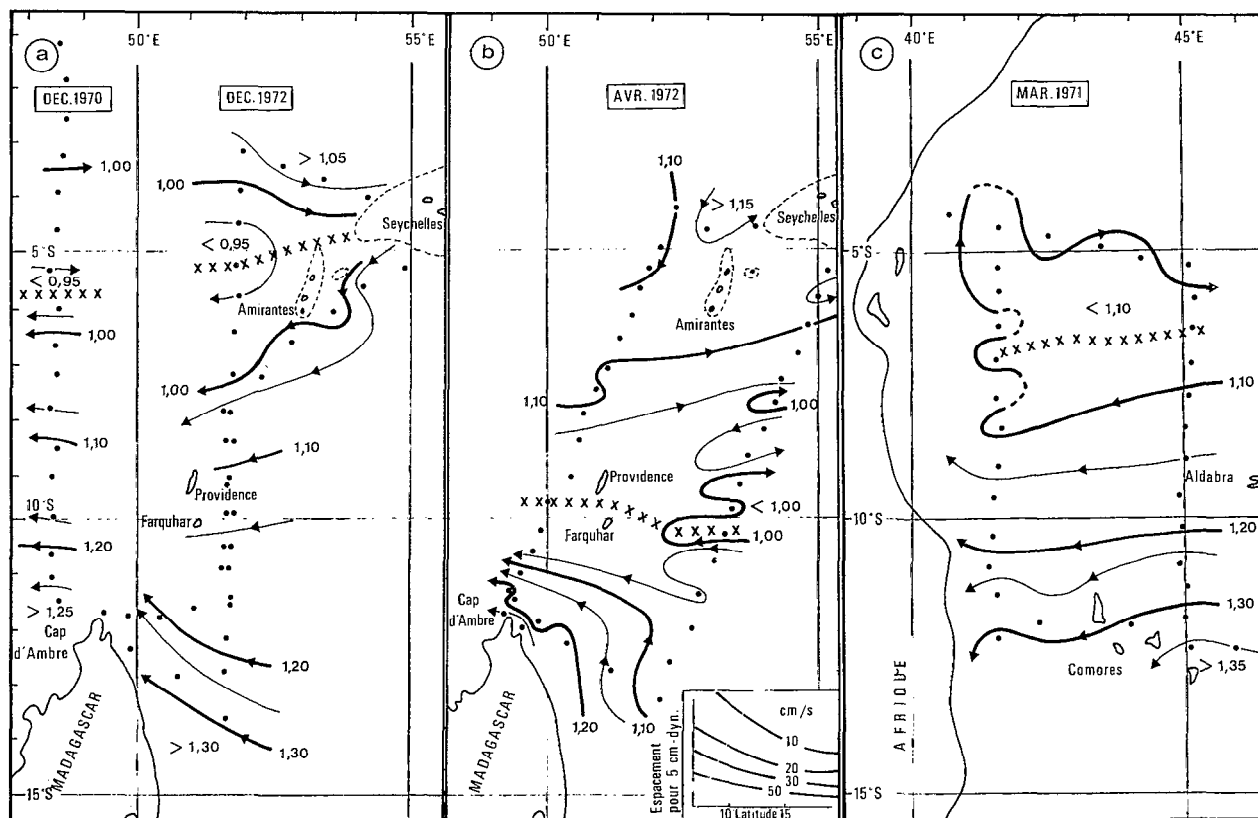 50°E
55°E
a
DEC.1970
DEC.1972
1,00
> 1,05
1,00
Seychelles
5°S
< 0,95
< 0,95
X X X X X X X
X X X X X X X X X X X X
Amirantes
1,00
1,00
1,10
1,10
Providence
10°S
Farquhar
1,20
> 1,25
Cap
d'Ambre
1,20
> 1,30
1,30
MADAGASCAR
15°S
50°E
55°E
b
AVR. 1972
1,10
> 1,15
Seychelles
Amirantes
1,10
1,00
Providence
< 1,00
Farquhar
1,00
Cap
d'Ambre
1,20
1,10
MADAGASCAR
Espacement
pour 5 cm-dyn.
cm/s
10
20
30
50
10 Latitude 15
40°E
45°E
c
MAR. 1971
5°S
< 1,10
1,10
Aldabra
10°S
1,20
1,30
Comores
> 1,35
AFRIQUE
15°S